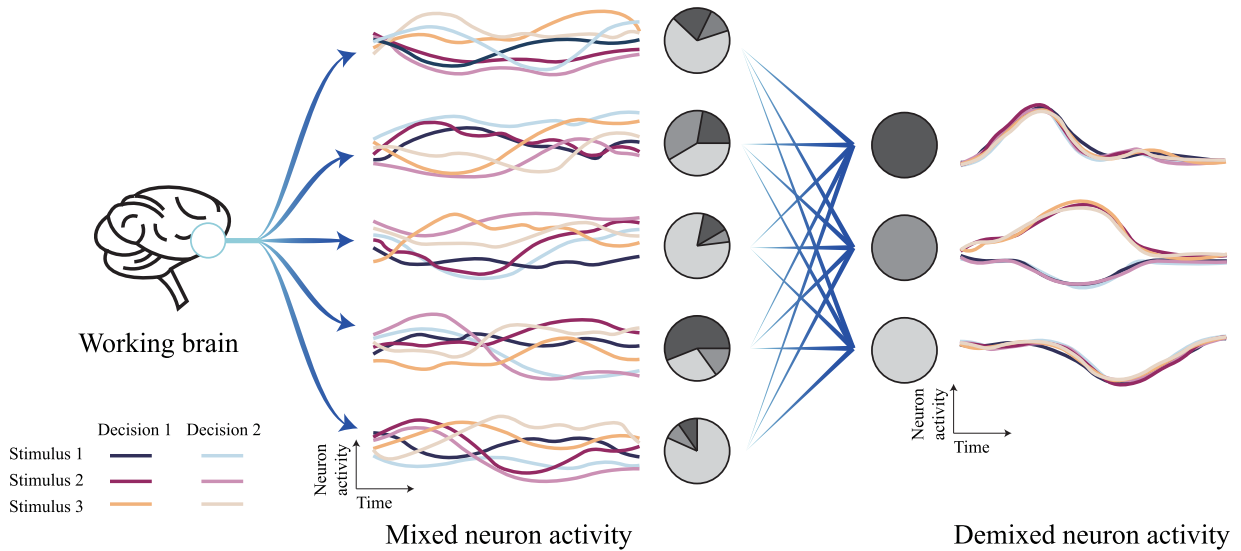 Working brain
Decision 1 Decision 2
Stimulus 1
Stimulus 2
Stimulus 3
Neuron
activity
Time
Mixed neuron activity
Neuron
activity
Time
Demixed neuron activity